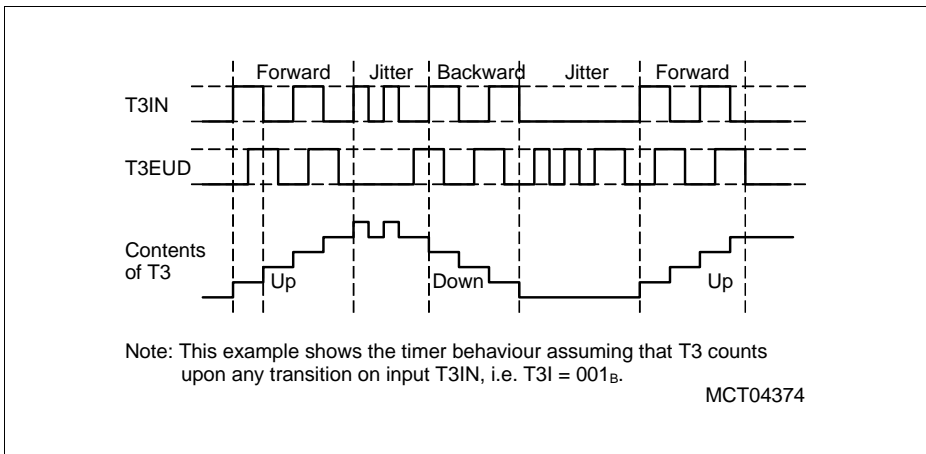 Forward Jitter Backward Jitter Forward
T3IN
T3EUD
Contents
of T3
Up Down Up
Note: This example shows the timer behaviour assuming that T3 counts
upon any transition on input T3IN, i.e. T3I = 001B.
MCT04374